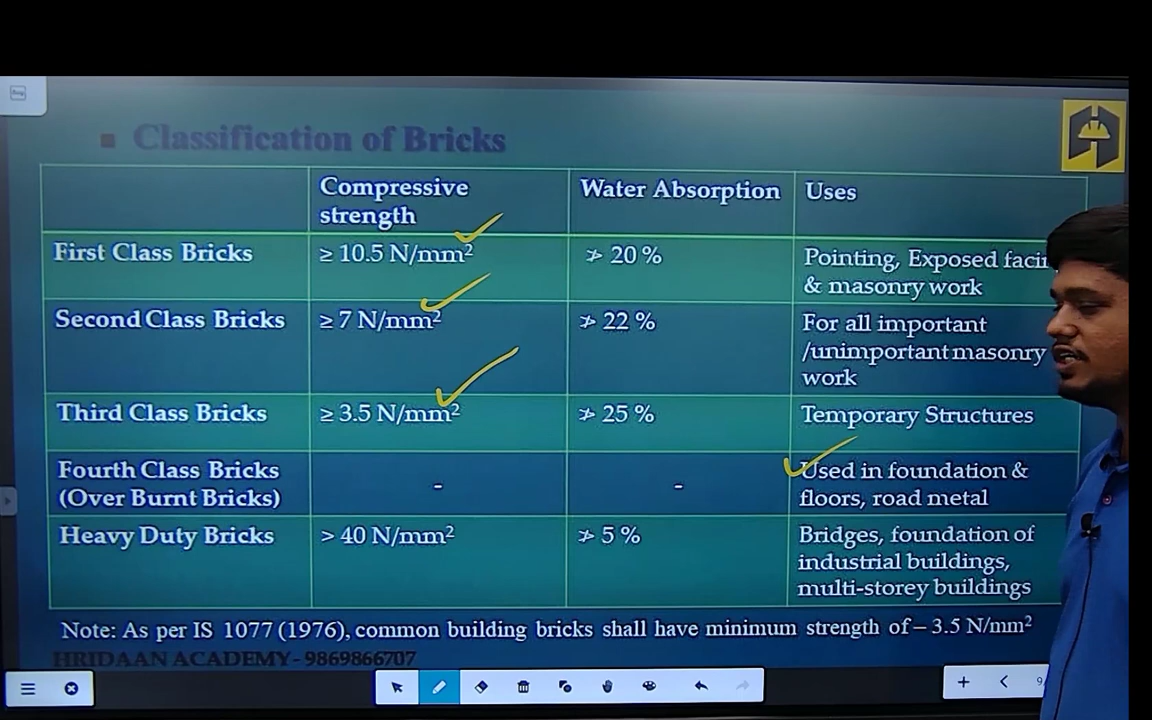 ■ Classification of Bricks
Compressive strength
Water Absorption
Uses
First Class Bricks
≥ 10.5 N/mm²
≯ 20 %
Pointing, Exposed
& masonry work
Second Class Bricks
≥ 7 N/mm²
≯ 22 %
For all important
/unimportant masonry
work
Third Class Bricks
≥ 3.5 N/mm²
≯ 25 %
Temporary Structures
Fourth Class Bricks
(Over Burnt Bricks)
-
-
Used in foundation &
floors, road metal
Heavy Duty Bricks
> 40 N/mm²
≯ 5 %
Bridges, foundation of
industrial buildings,
multi-storey buildings
Note: As per IS 1077 (1976), common building bricks shall have minimum strength of – 3.5 N/mm²
HRIDAAN ACADEMY- 9869866707